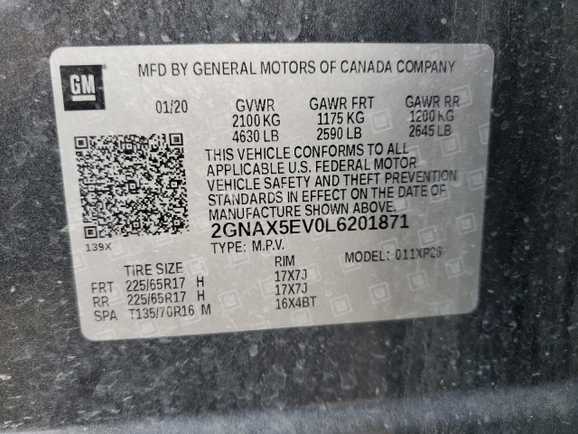 GM
MFD BY GENERAL MOTORS OF CANADA COMPANY
01/20 GVWR GAWR FRT GAWR RR
2100 KG 1175 KG 1200 KG
4630 LB 2590 LB 2645 LB
THIS VEHICLE CONFORMS TO ALL
APPLICABLE U.S. FEDERAL MOTOR
VEHICLE SAFETY AND THEFT PREVENTION
STANDARDS IN EFFECT ON THE DATE OF
MANUFACTURE SHOWN ABOVE.
2GNAX5EV0L6201871
139X
TYPE: M.P.V.
MODEL: 011XP26
TIRE SIZE RIM
FRT 225/65R17 H 17X7J
RR 225/65R17 H 17X7J
SPA T135/70R16 M 16X4BT